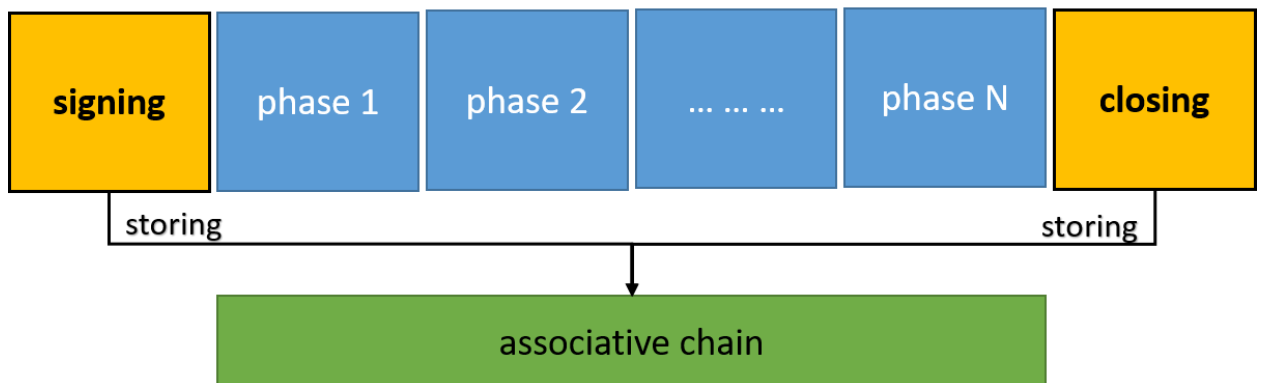 signing
phase 1
phase 2
... ... ...
phase N
closing
storing
storing
associative chain